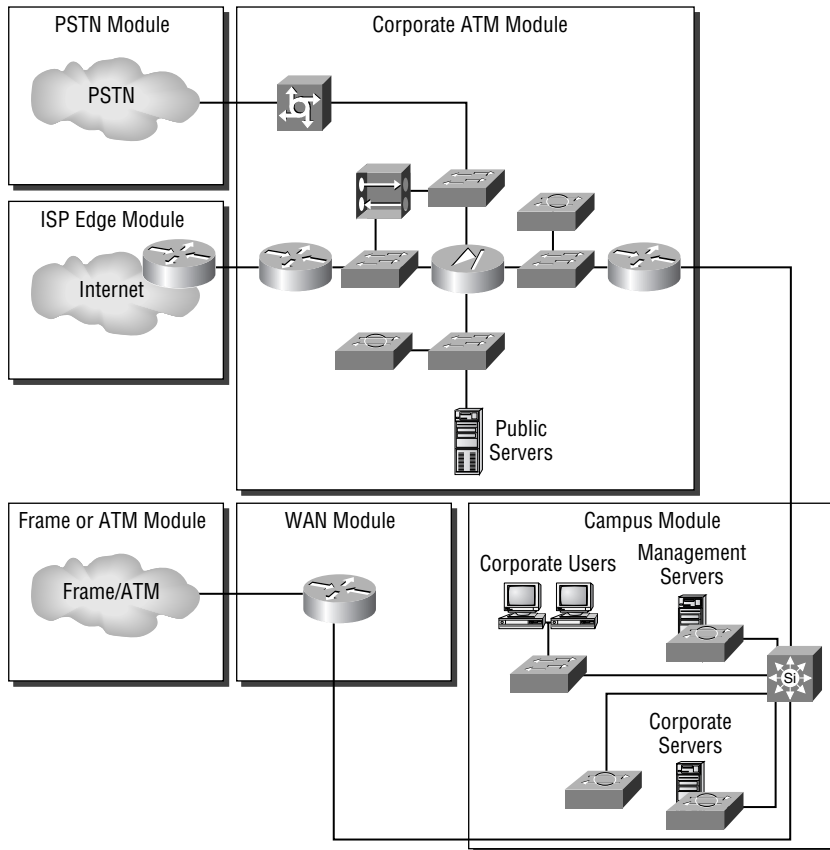 PSTN Module
PSTN
Corporate ATM Module
ISP Edge Module
Internet
Public
Servers
Frame or ATM Module
Frame/ATM
WAN Module
Campus Module
Corporate Users
Management
Servers
Si
Corporate
Servers